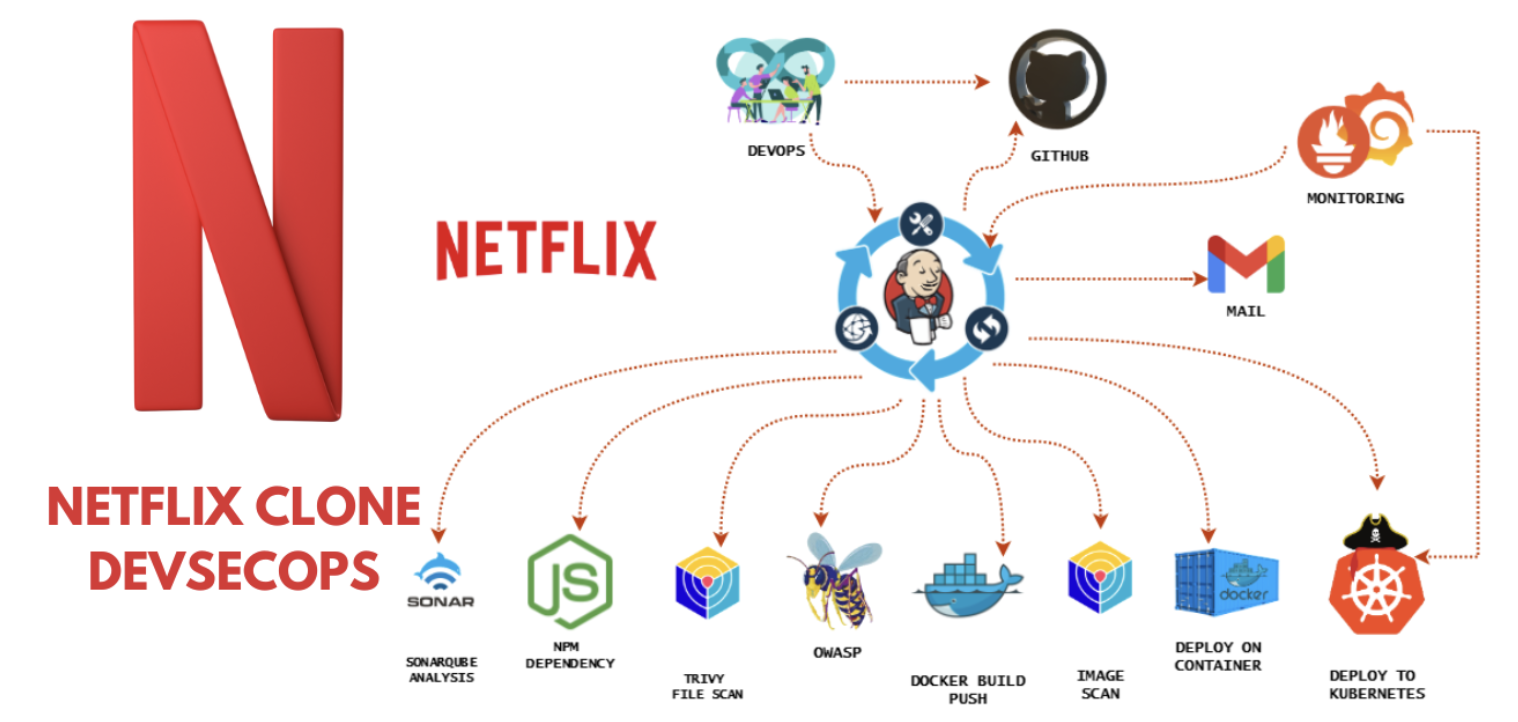 DEVOPS
GITHUB
MONITORING
NETFLIX
MAIL
NETFLIX CLONE
DEVSECOPS
SONAR
SONARQUBE
ANALYSIS
JS
NPM
DEPENDENCY
TRIVY
FILE SCAN
OWASP
DOCKER BUILD
PUSH
IMAGE
SCAN
docker
DEPLOY ON
CONTAINER
DEPLOY TO
KUBERNETES